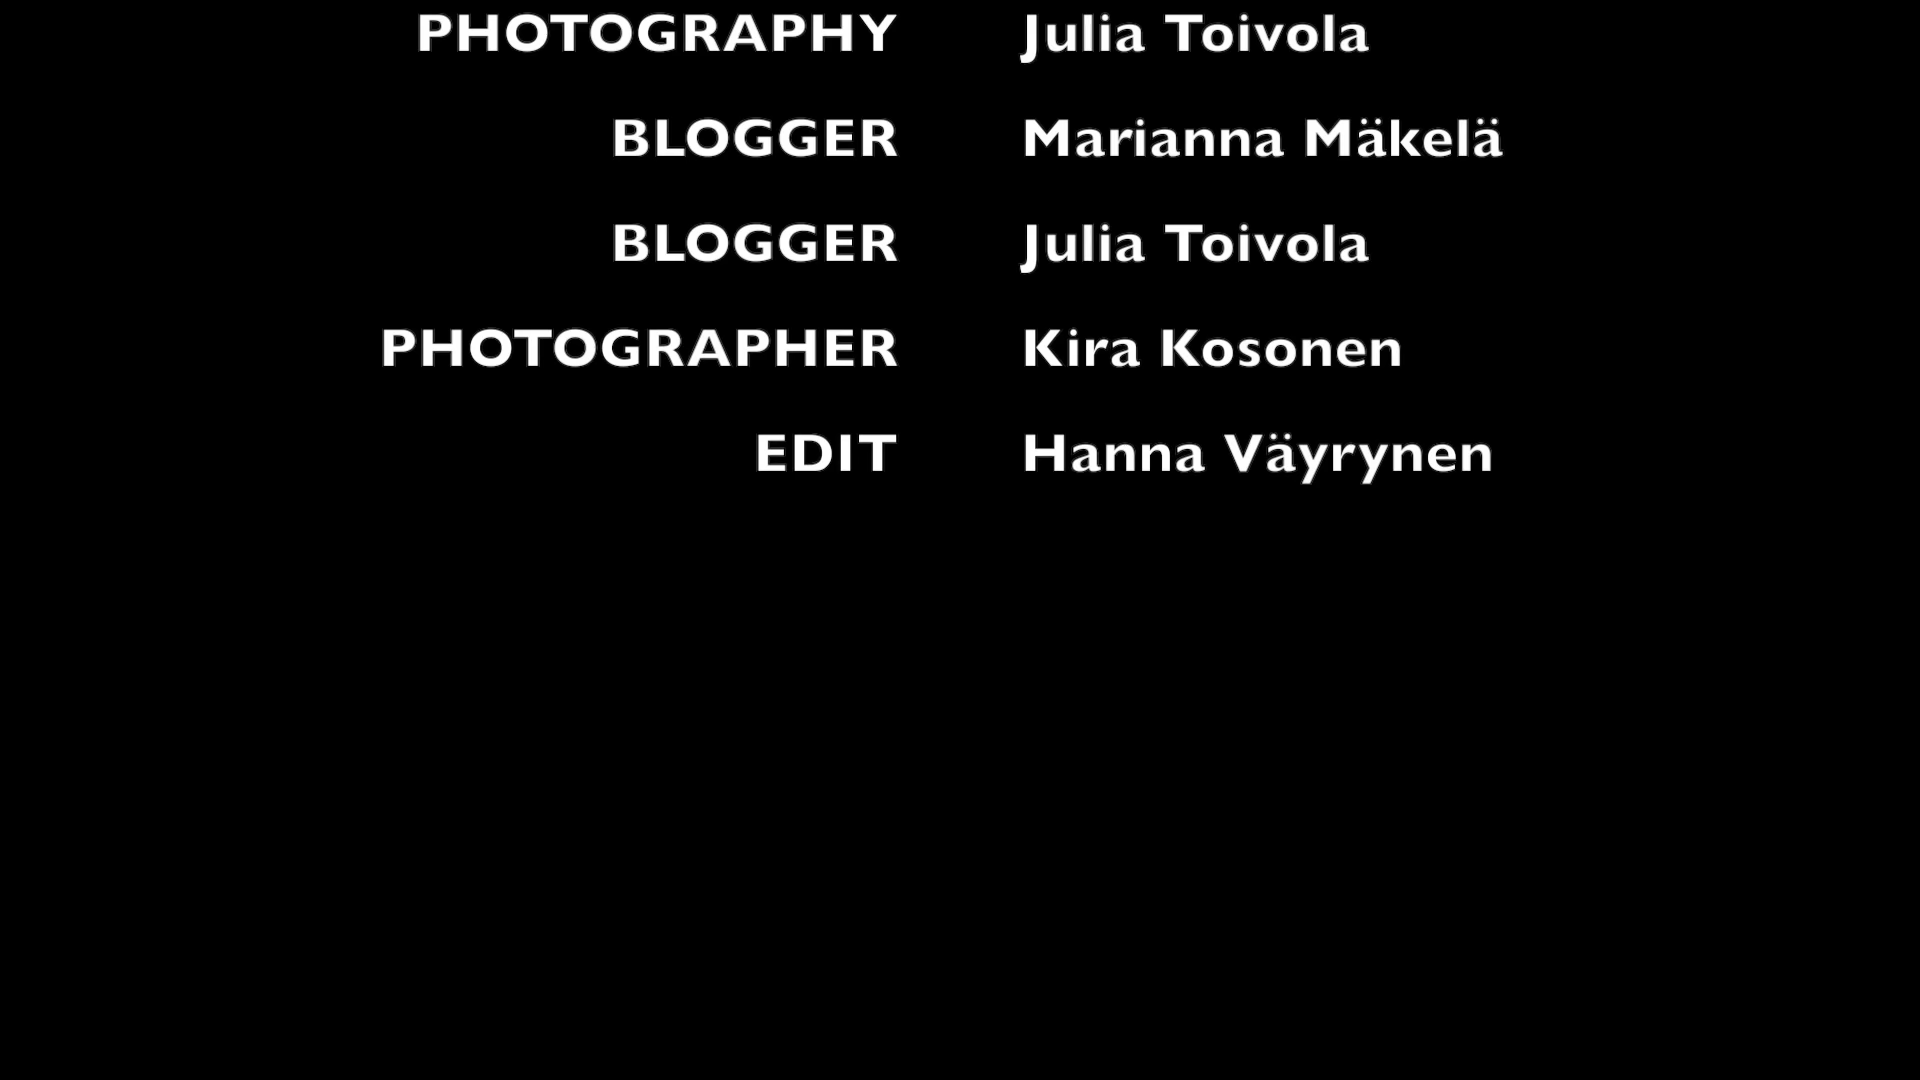 PHOTOGRAPHY Julia Toivola
BLOGGER Marianna Mäkelä
BLOGGER Julia Toivola
PHOTOGRAPHER Kira Kosonen
EDIT Hanna Väyrynen